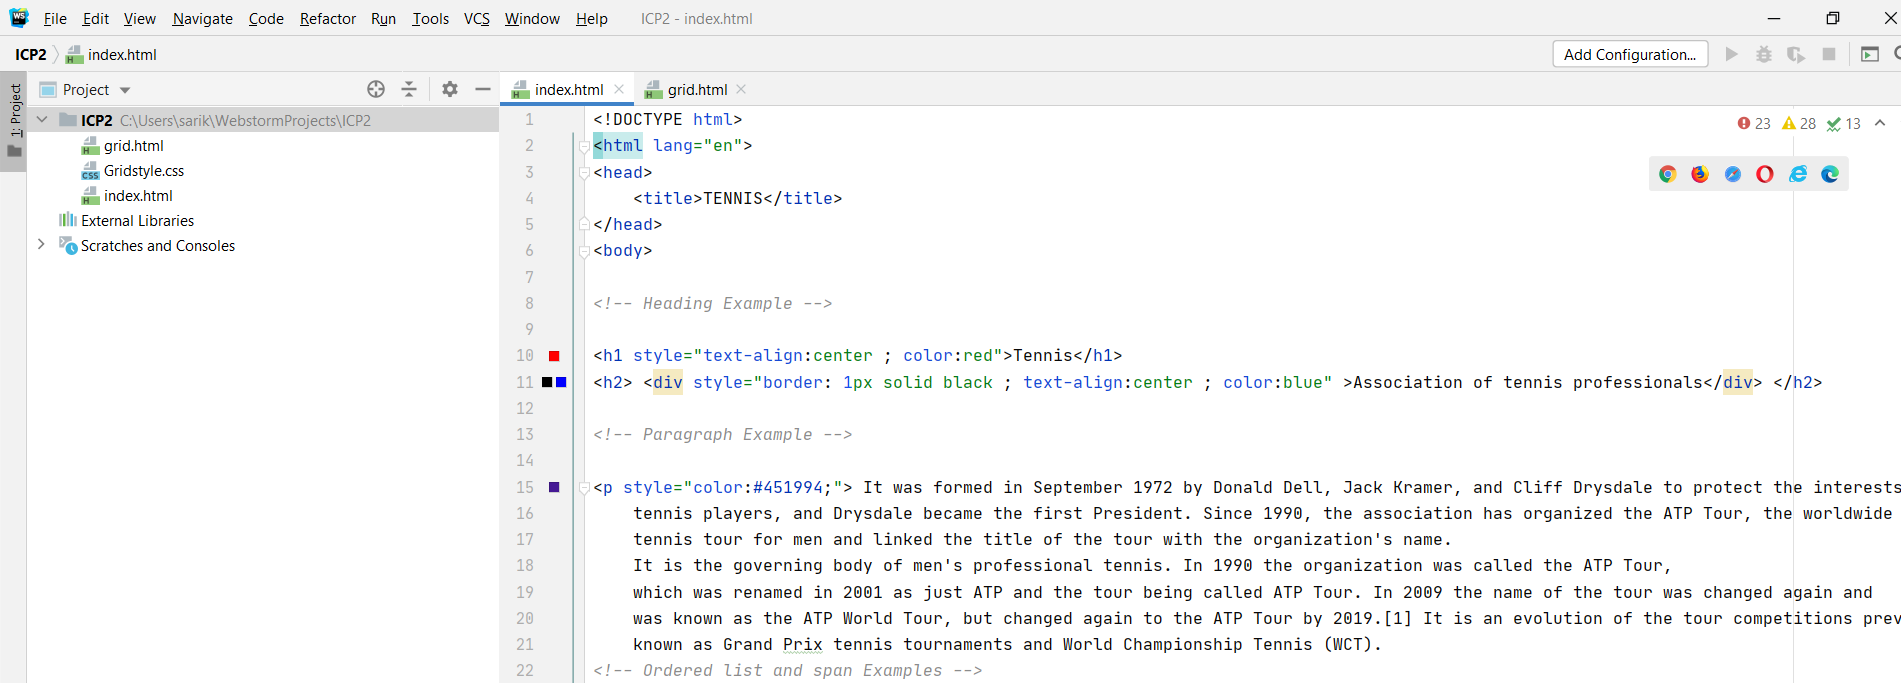 WS File Edit View Navigate Code Refactor Run Tools VCS Window Help ICP2 - index.html
ICP2 index.html Add Configuration...
1: Project
Project
index.html grid.html
ICP2 C:\Users\sarik\WebstormProjects\ICP2
grid.html
Gridstyle.css
index.html
External Libraries
Scratches and Consoles
23 28 13
1 <!DOCTYPE html>
2 <html lang="en">
3 <head>
4 <title>TENNIS</title>
5 </head>
6 <body>
7
8 <!-- Heading Example -->
9
10 <h1 style="text-align:center ; color:red">Tennis</h1>
11 <h2> <div style="border: 1px solid black ; text-align:center ; color:blue" >Association of tennis professionals</div> </h2>
12
13 <!-- Paragraph Example -->
14
15 <p style="color:#451994;"> It was formed in September 1972 by Donald Dell, Jack Kramer, and Cliff Drysdale to protect the interests
16 tennis players, and Drysdale became the first President. Since 1990, the association has organized the ATP Tour, the worldwide
17 tennis tour for men and linked the title of the tour with the organization's name.
18 It is the governing body of men's professional tennis. In 1990 the organization was called the ATP Tour,
19 which was renamed in 2001 as just ATP and the tour being called ATP Tour. In 2009 the name of the tour was changed again and
20 was known as the ATP World Tour, but changed again to the ATP Tour by 2019.[1] It is an evolution of the tour competitions prev
21 known as Grand Prix tennis tournaments and World Championship Tennis (WCT).
22 <!-- Ordered list and span Examples -->